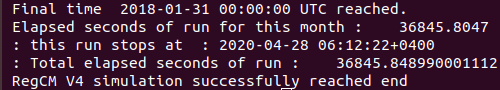 Final time  2018-01-31 00:00:00 UTC reached.
Elapsed seconds of run for this month :    36845.8047
: this run stops at  : 2020-04-28 06:12:22+0400
: Total elapsed seconds of run :    36845.848990001112
RegCM V4 simulation successfully reached end